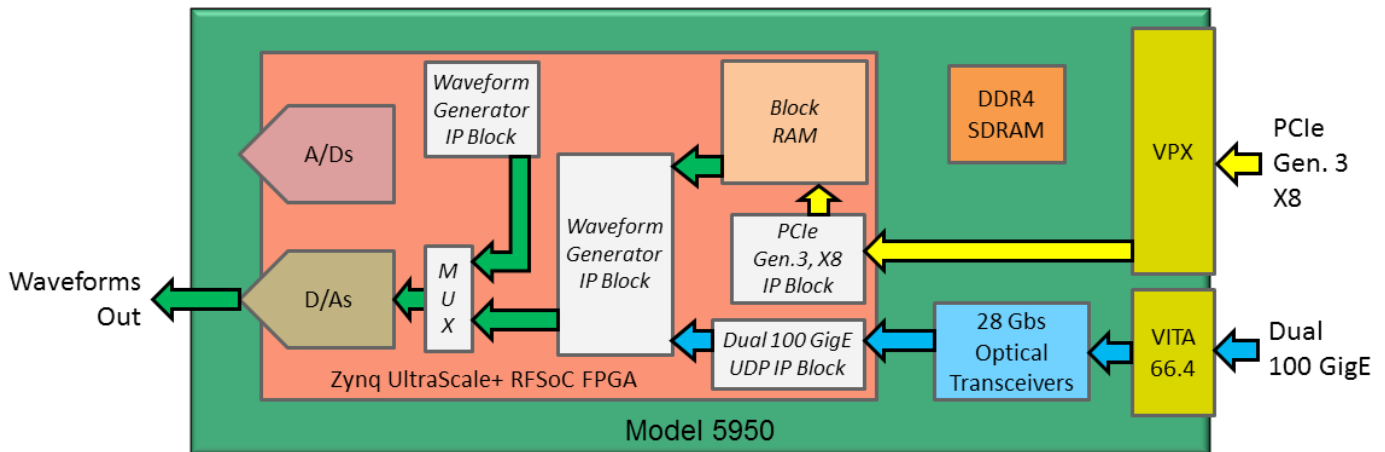 Waveform
Generator
IP Block
Block
RAM
DDR4
SDRAM
VPX
PCIe
Gen. 3
X8
A/Ds
Waveform
Generator
IP Block
PCIe
Gen.3, X8
IP Block
M
U
X
D/As
Waveforms
Out
Dual 100 GigE
UDP IP Block
28 Gbs
Optical
Transceivers
VITA
66.4
Dual
100 GigE
Zynq UltraScale+ RFSoC FPGA
Model 5950